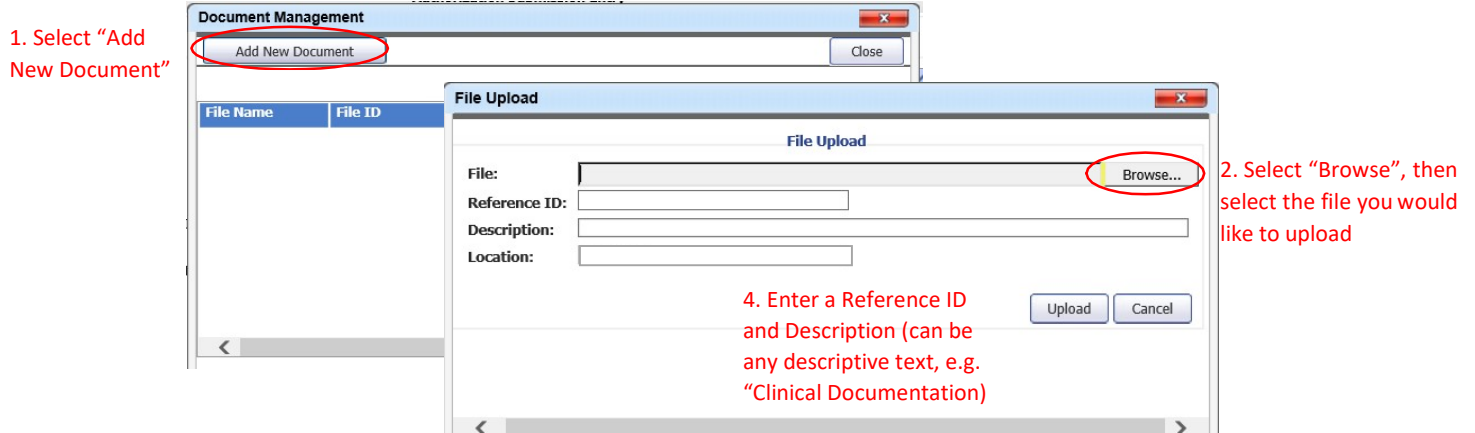 Document Management
1. Select “Add
New Document”
Add New Document
Close
File Name File ID
File Upload
File Upload
File:
Browse...
2. Select “Browse”, then
select the file you would
like to upload
Reference ID:
Description:
Location:
4. Enter a Reference ID
and Description (can be
any descriptive text, e.g.
“Clinical Documentation)
Upload
Cancel